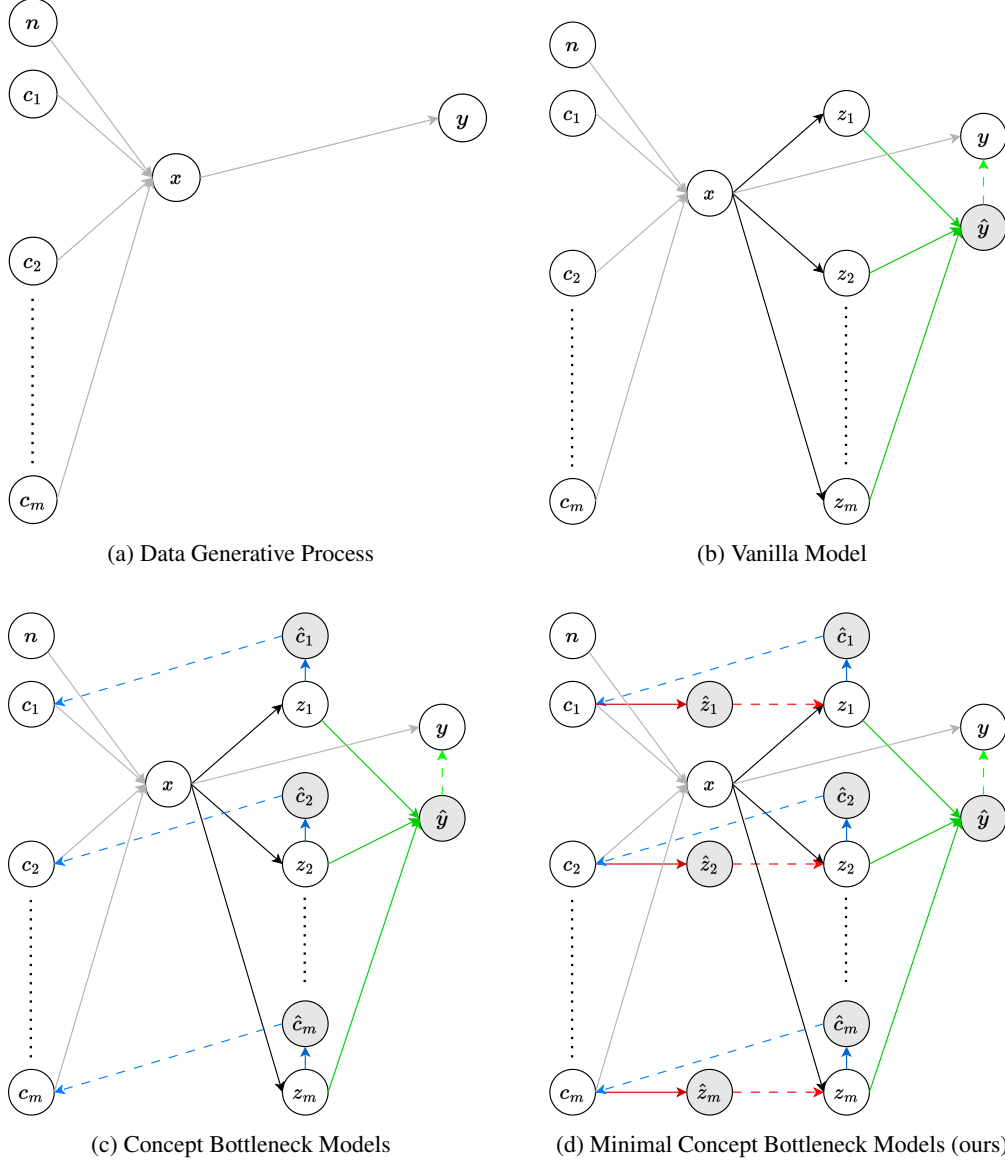 n
c₁
x
y
c₂
cₘ
(a) Data Generative Process
n
c₁
z₁
y
x
ŷ
c₂
z₂
cₘ
zₘ
(b) Vanilla Model
n
ĉ₁
c₁
z₁
y
x
ĉ₂
ŷ
c₂
z₂
ĉₘ
cₘ
zₘ
(c) Concept Bottleneck Models
n
ĉ₁
c₁
ẑ₁
z₁
y
x
ĉ₂
ŷ
c₂
ẑ₂
z₂
ĉₘ
cₘ
ẑₘ
zₘ
(d) Minimal Concept Bottleneck Models (ours)